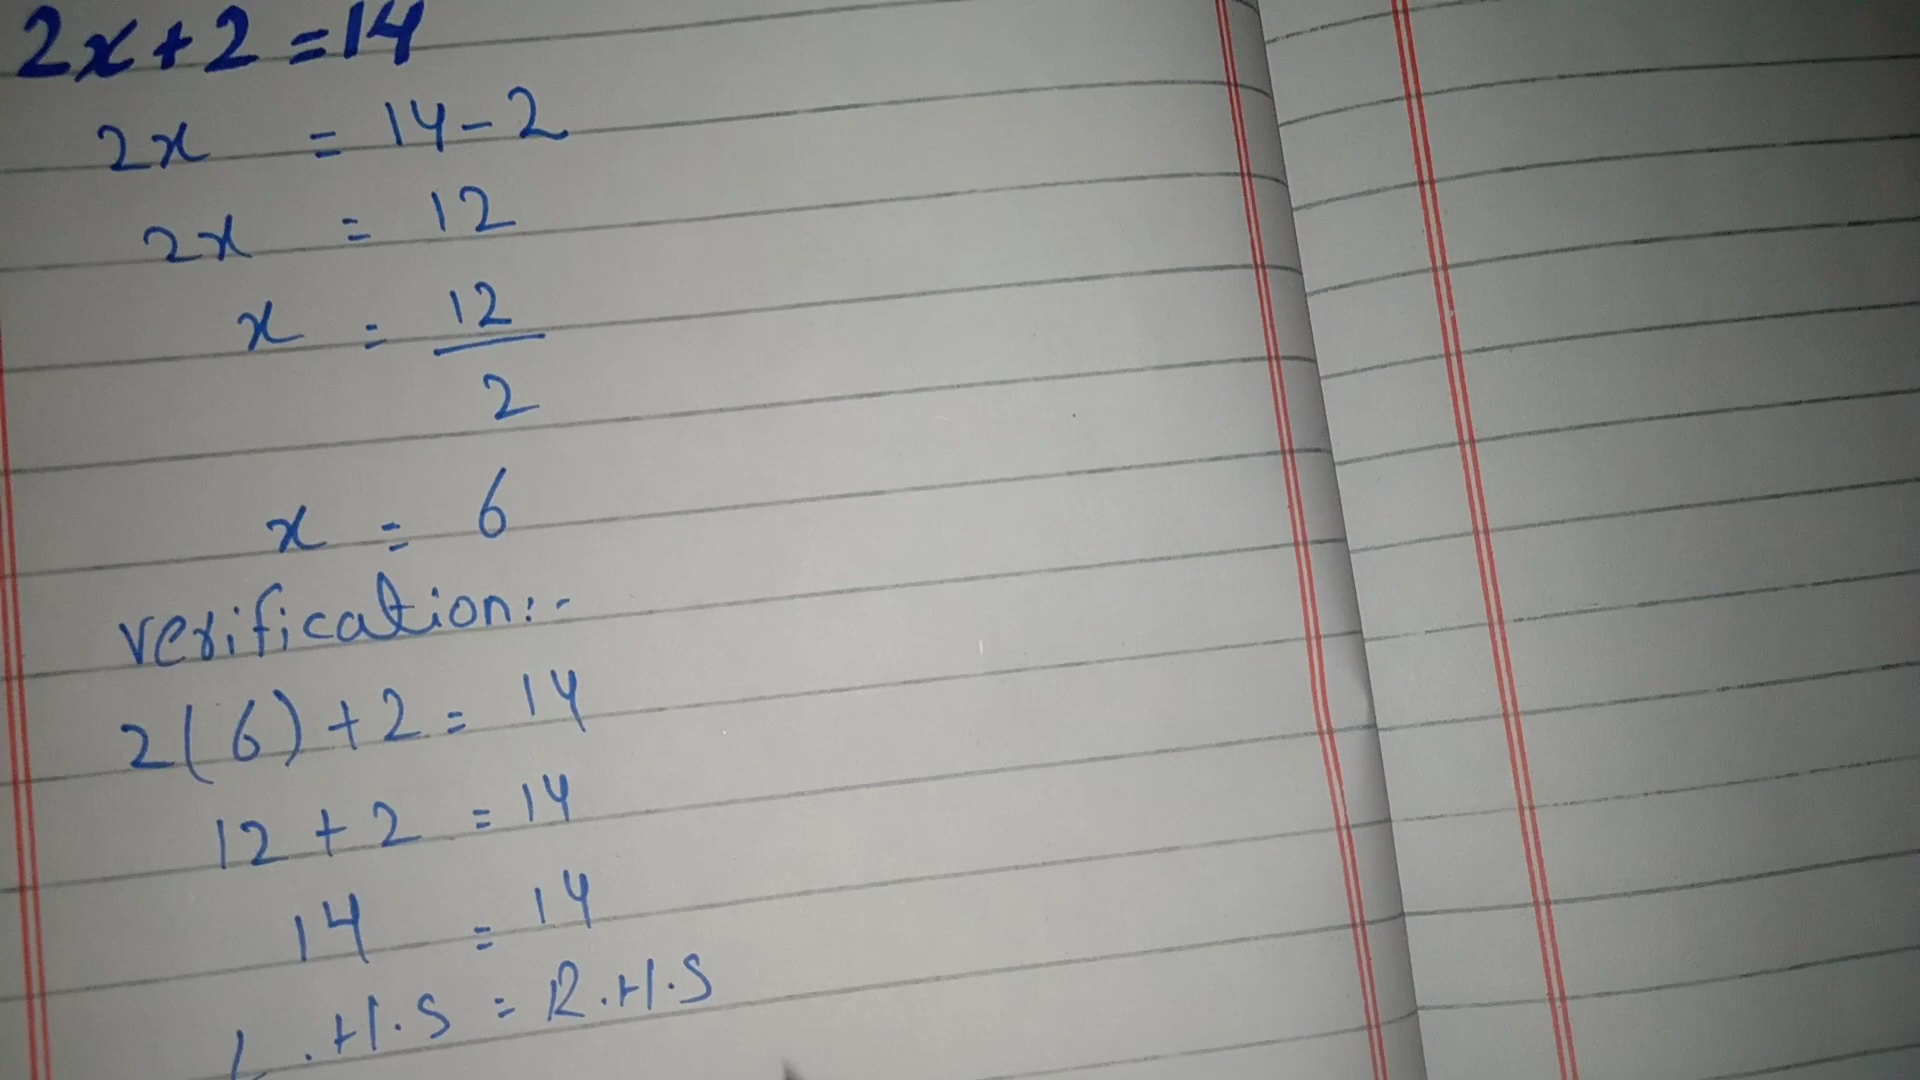 2x+2=14
2x = 14-2
2x = 12
x = 12/2
x = 6
verification:-
2(6)+2= 14
12 + 2 = 14
14 = 14
L.H.S = R.H.S